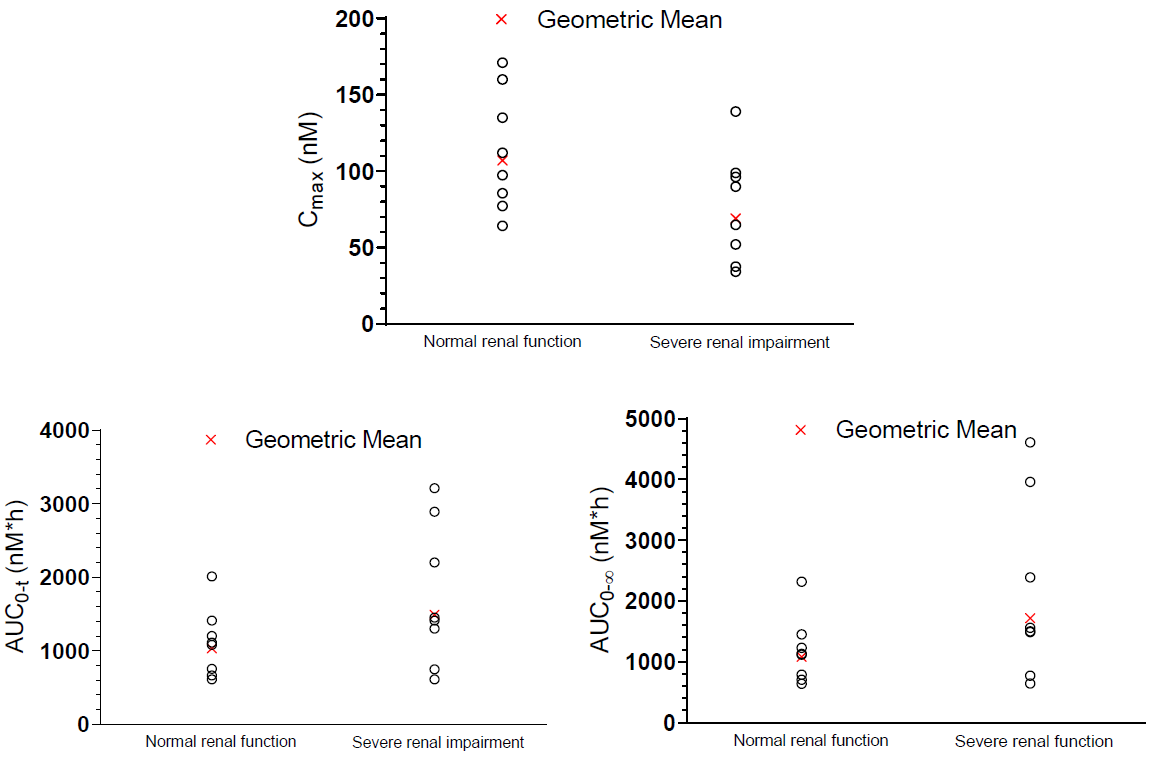 200
Geometric Mean
150
100
50
0
Cmax (nM)
Normal renal function
Severe renal impairment
4000
Geometric Mean
3000
2000
1000
0
AUC0-t (nM*h)
Normal renal function
Severe renal impairment
5000
Geometric Mean
4000
3000
2000
1000
0
AUC0-∞ (nM*h)
Normal renal function
Severe renal function